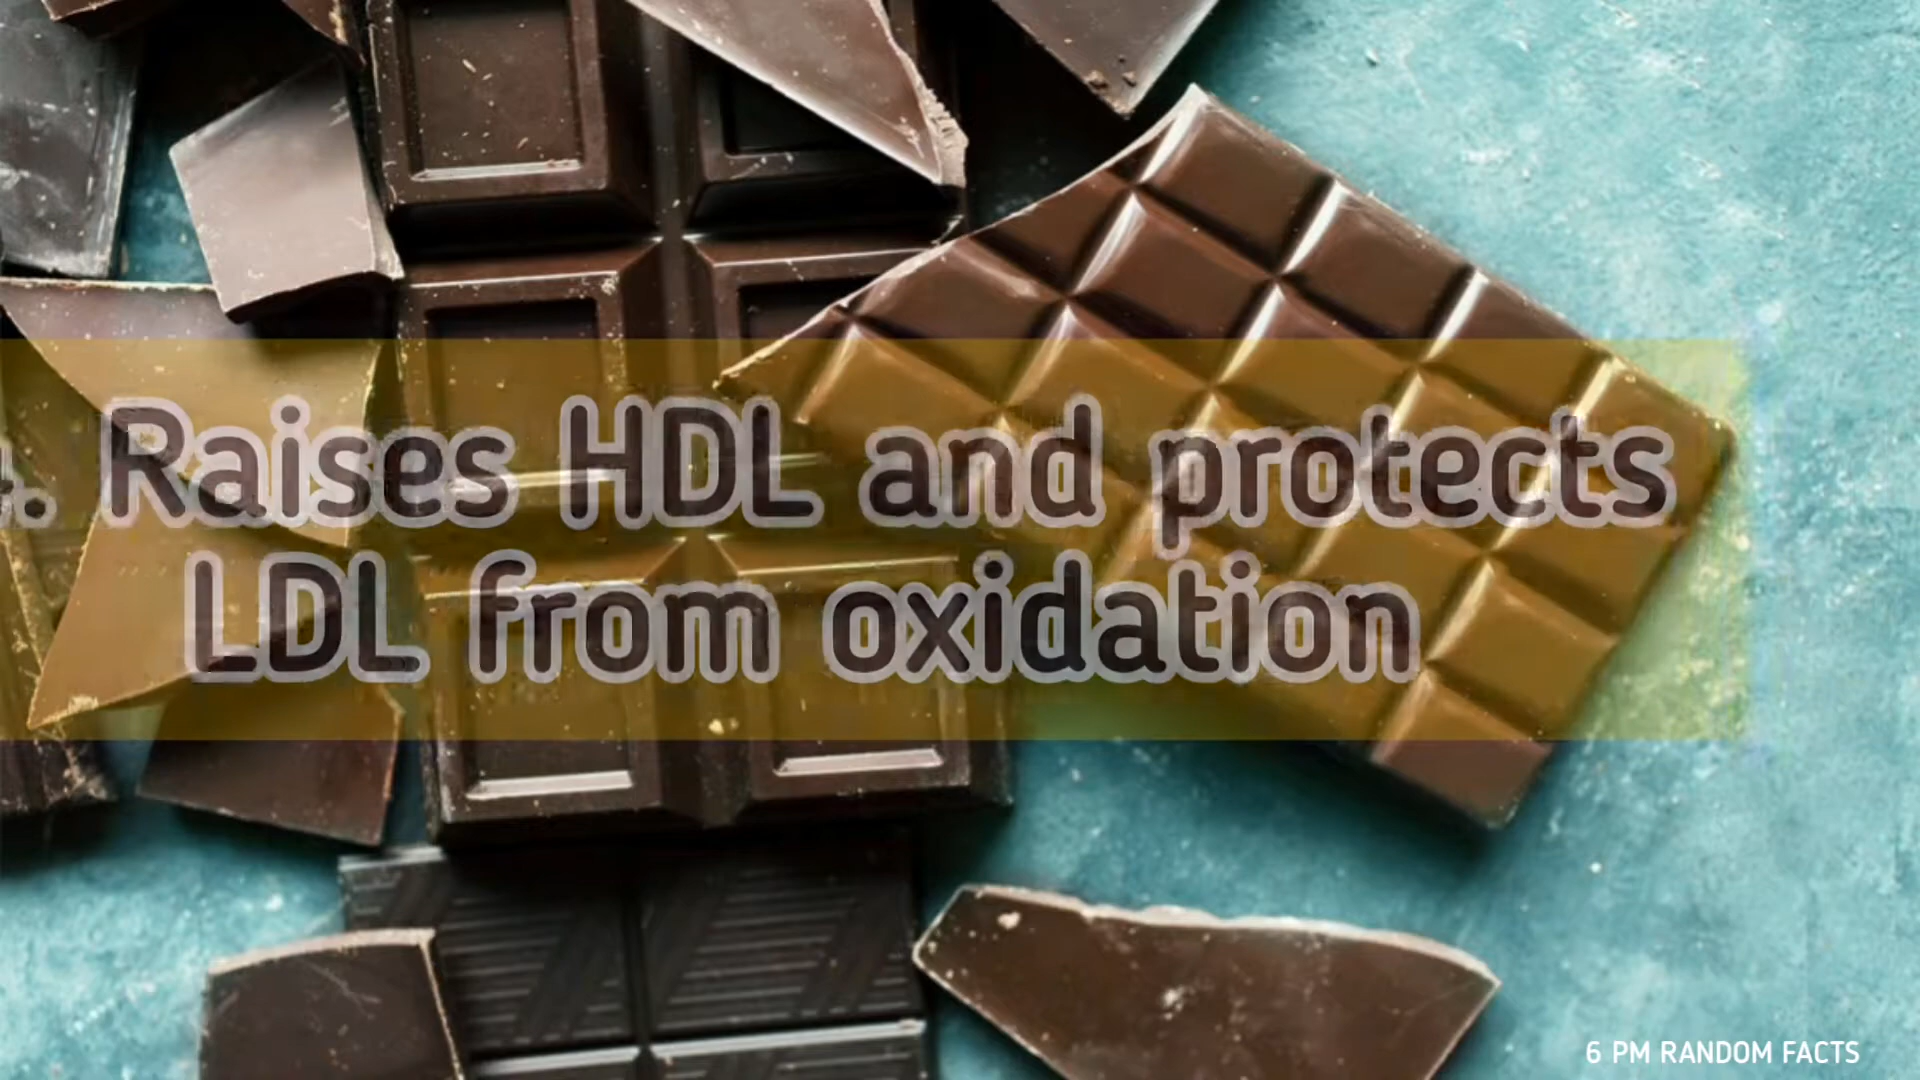 . Raises HDL and protects
LDL from oxidation
6 PM RANDOM FACTS